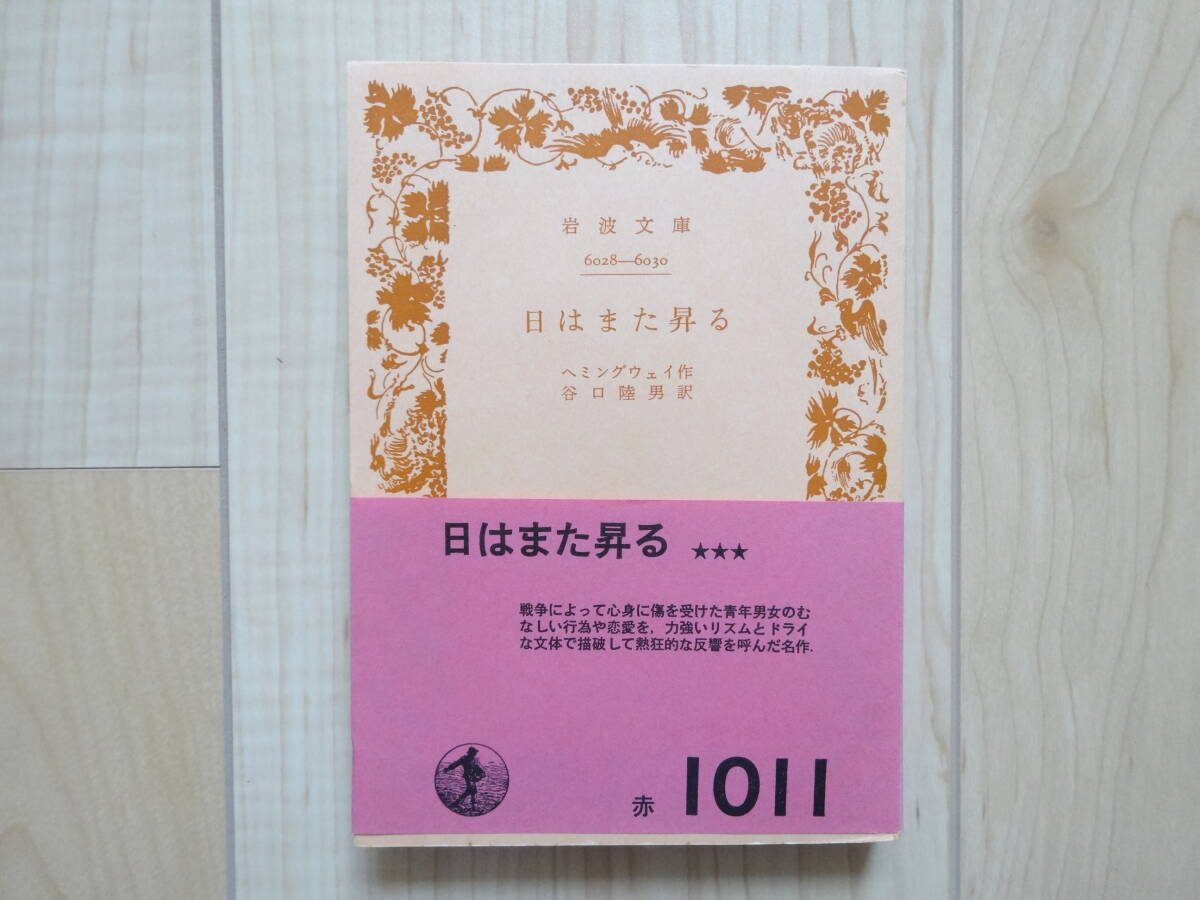 岩波文庫
6028—6030
日はまた昇る
ヘミングウェイ作
谷口陸男訳
日はまた昇る ★★★
戦争によって心身に傷を受けた青年男女のむ
なしい行為や恋愛を，力強いリズムとドライ
な文体で描破して熱狂的な反響を呼んだ名作．
赤 1011